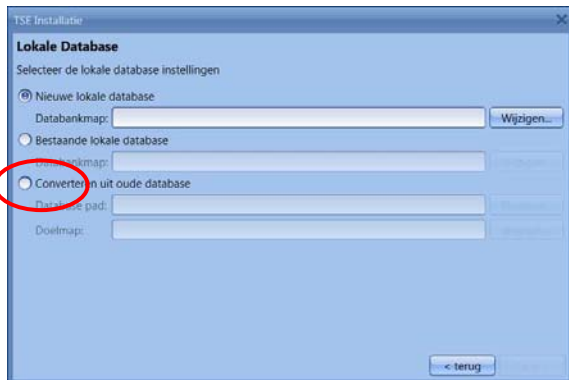 TSE Installatie
Lokale Database
Selecteer de lokale database instellingen
Nieuwe lokale database
Databankmap: Wijzigen...
Bestaande lokale database
Databankmap:
Converteren uit oude database
Database pad:
Doelmap:
< terug